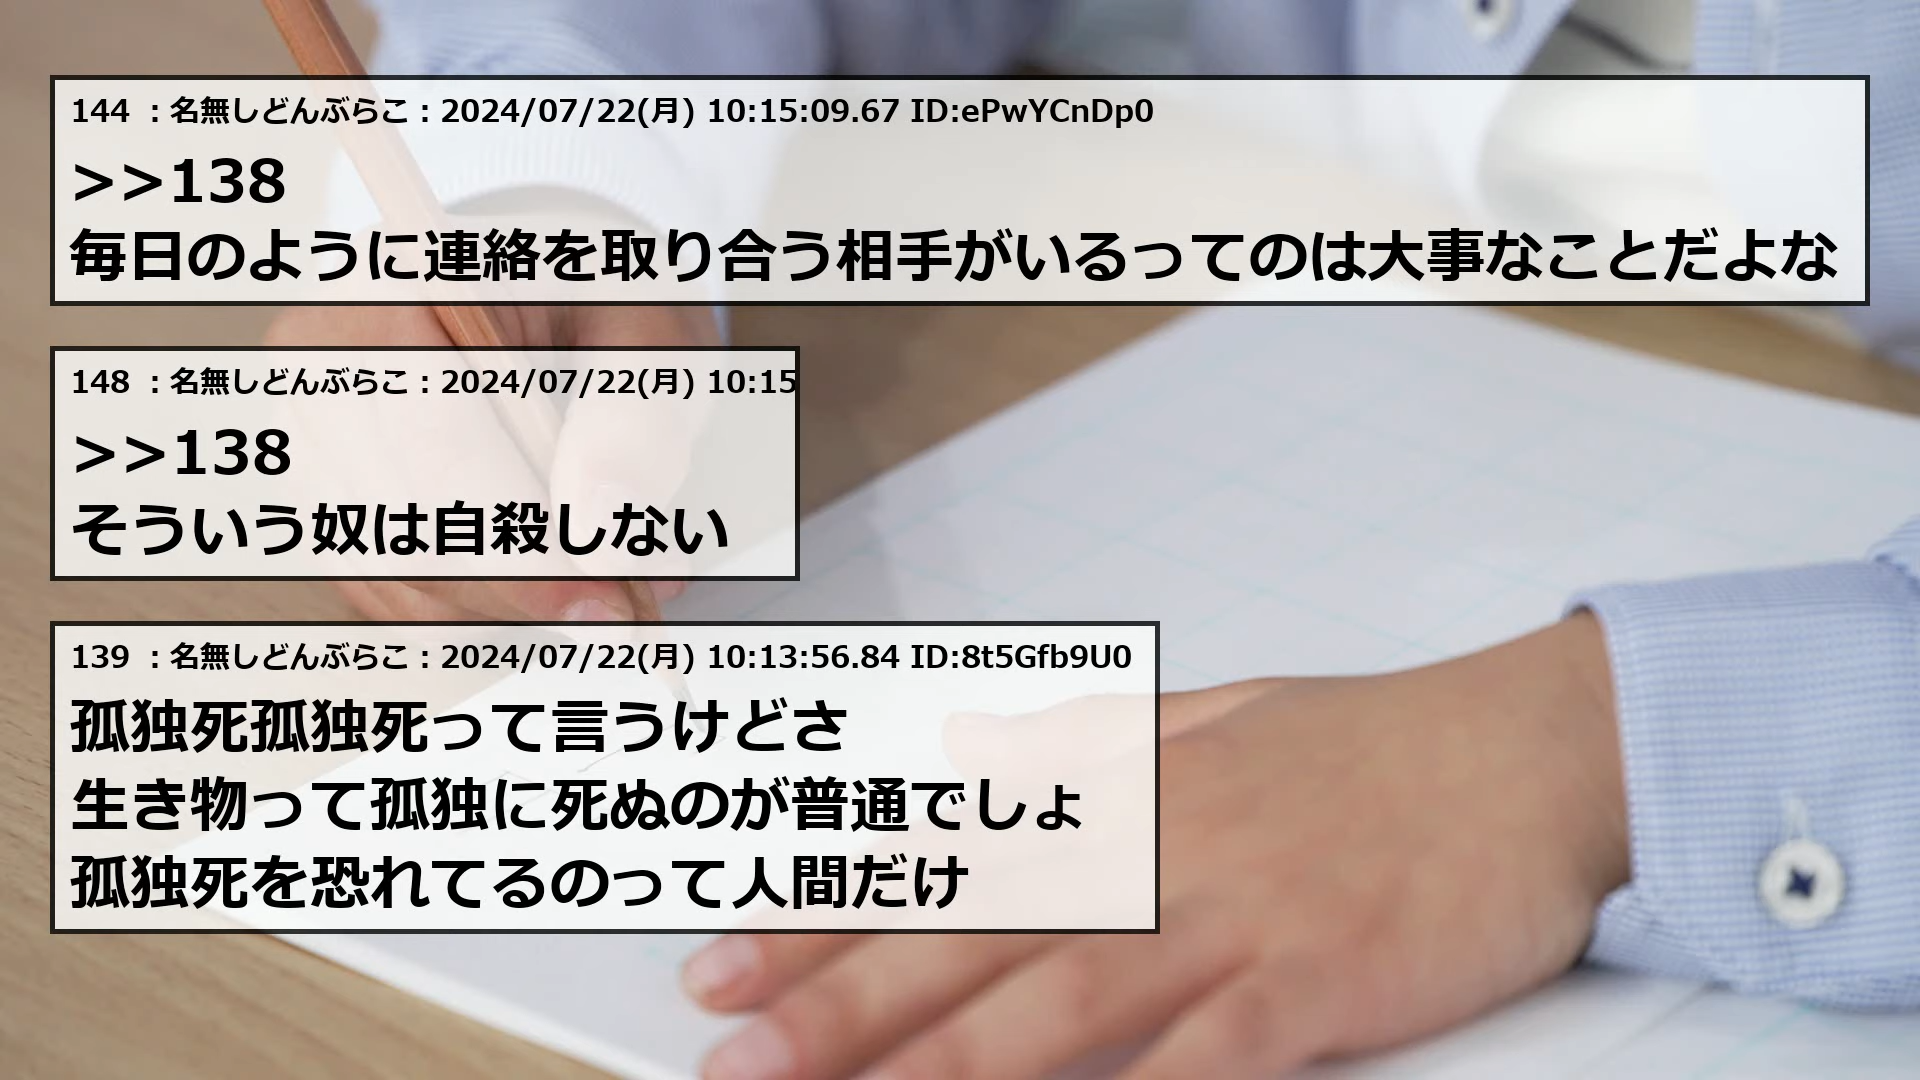 144 ：名無しどんぶらこ：2024/07/22(月) 10:15:09.67 ID:ePwYCnDp0
>>138
毎日のように連絡を取り合う相手がいるってのは大事なことだよな
148 ：名無しどんぶらこ：2024/07/22(月) 10:15
>>138
そういう奴は自殺しない
139 ：名無しどんぶらこ：2024/07/22(月) 10:13:56.84 ID:8t5Gfb9U0
孤独死孤独死って言うけどさ
生き物って孤独に死ぬのが普通でしょ
孤独死を恐れてるのって人間だけ